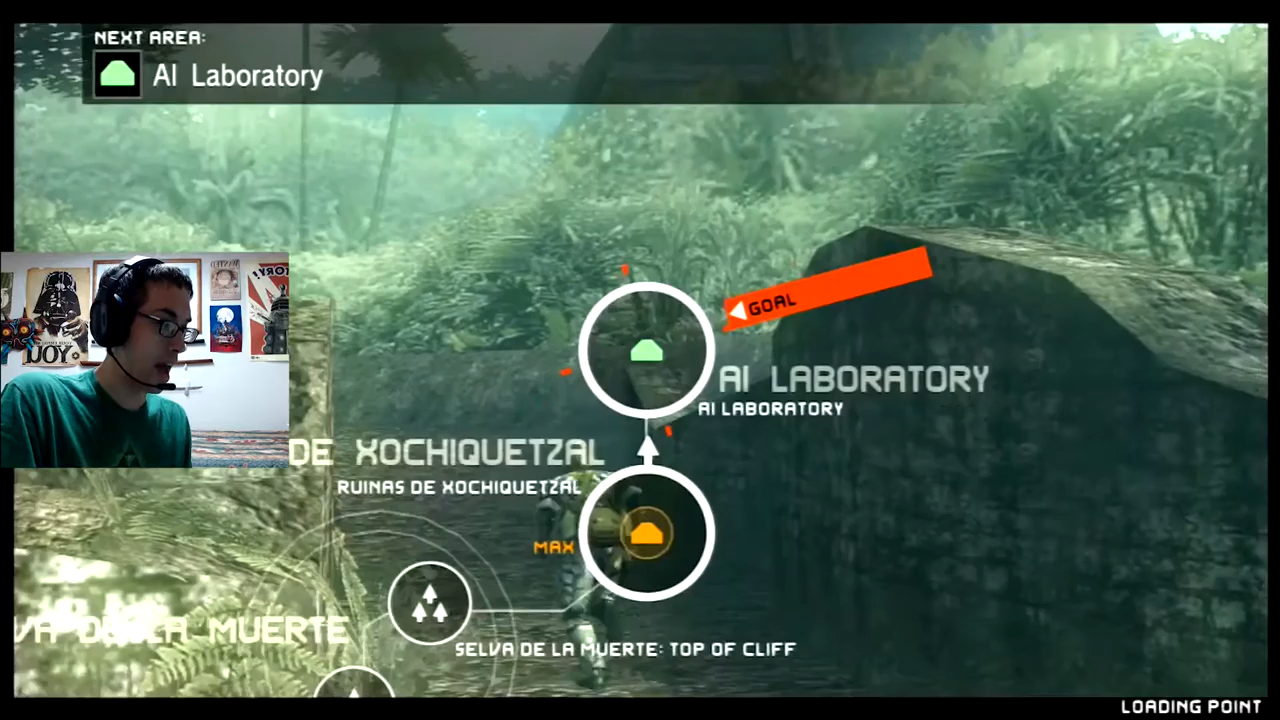 NEXT AREA:
AI Laboratory
GOAL
AI LABORATORY
AI LABORATORY
DE XOCHIQUETZAL
RUINAS DE XOCHIQUETZAL
MAX
MUERTE
SELVA DE LA MUERTE: TOP OF CLIFF
LOADING POINT